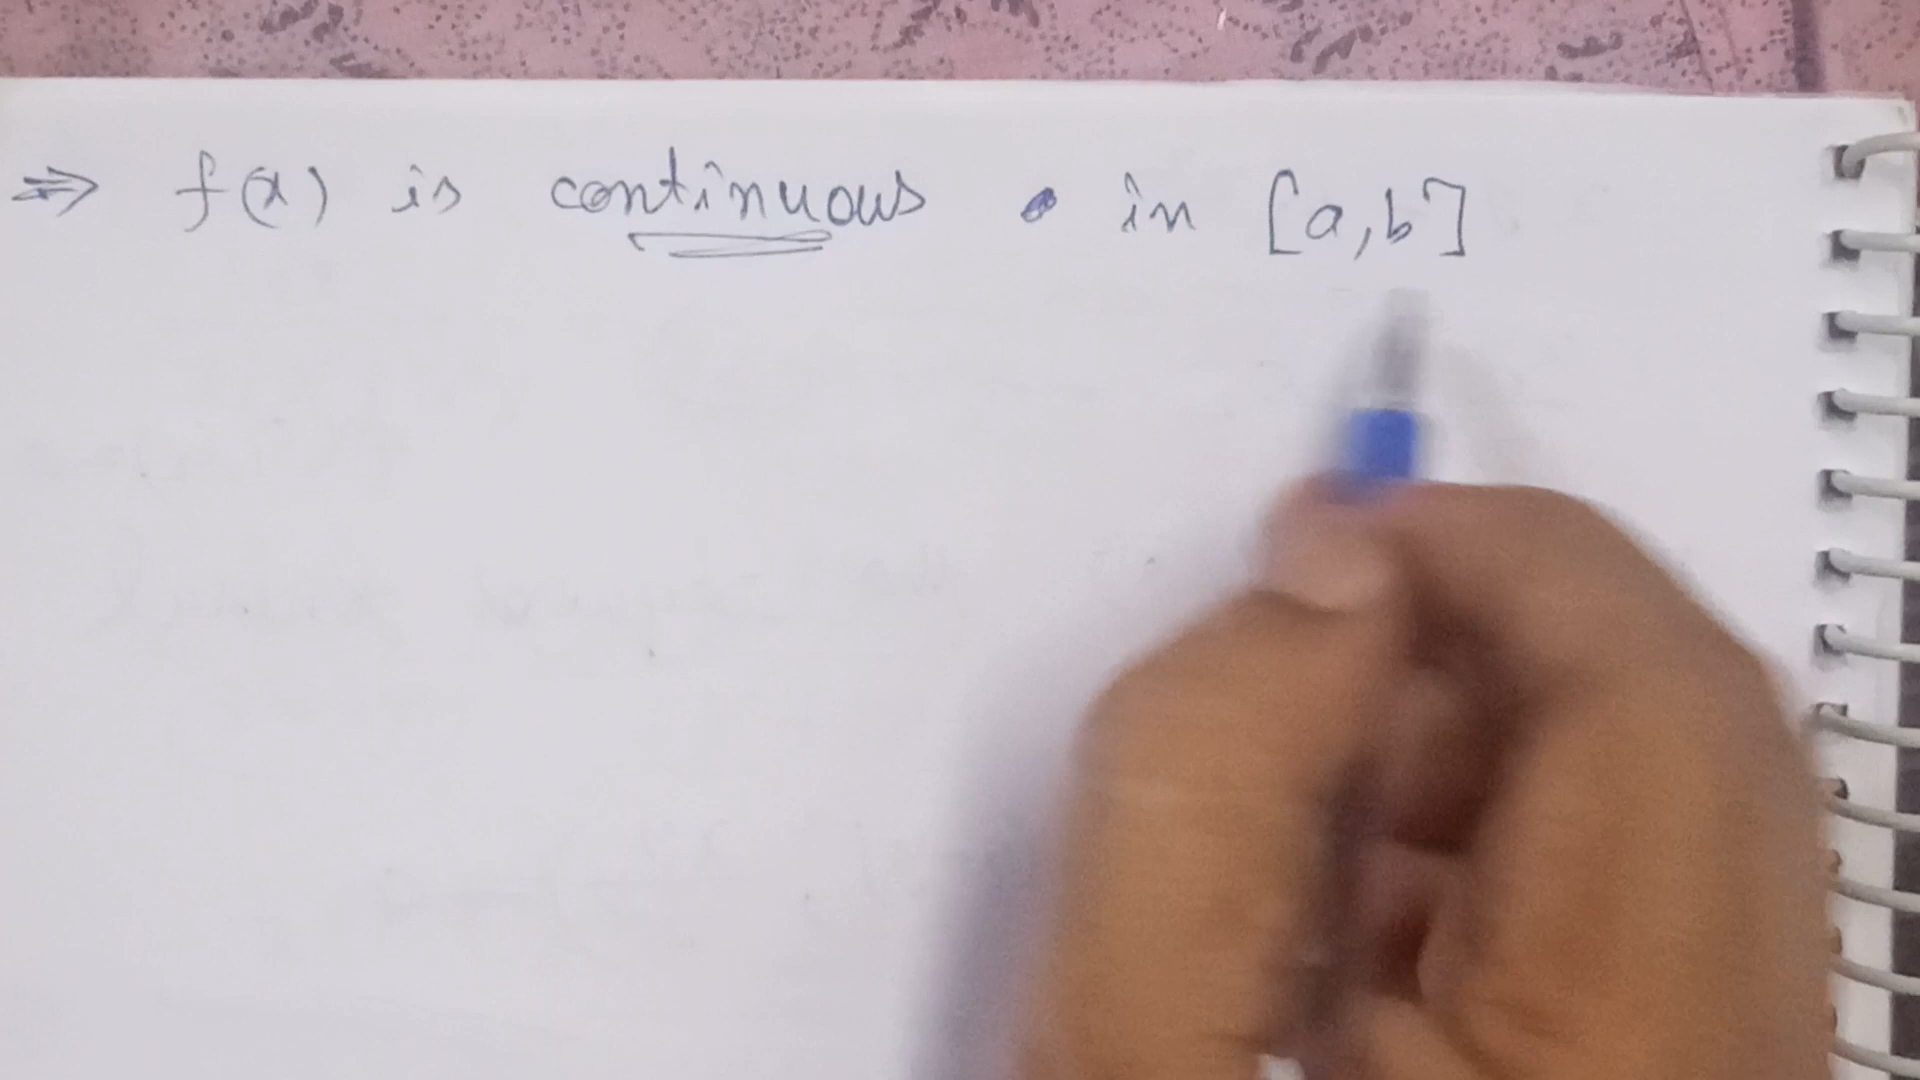 ⇒ f(x) is continuous in [a,b]